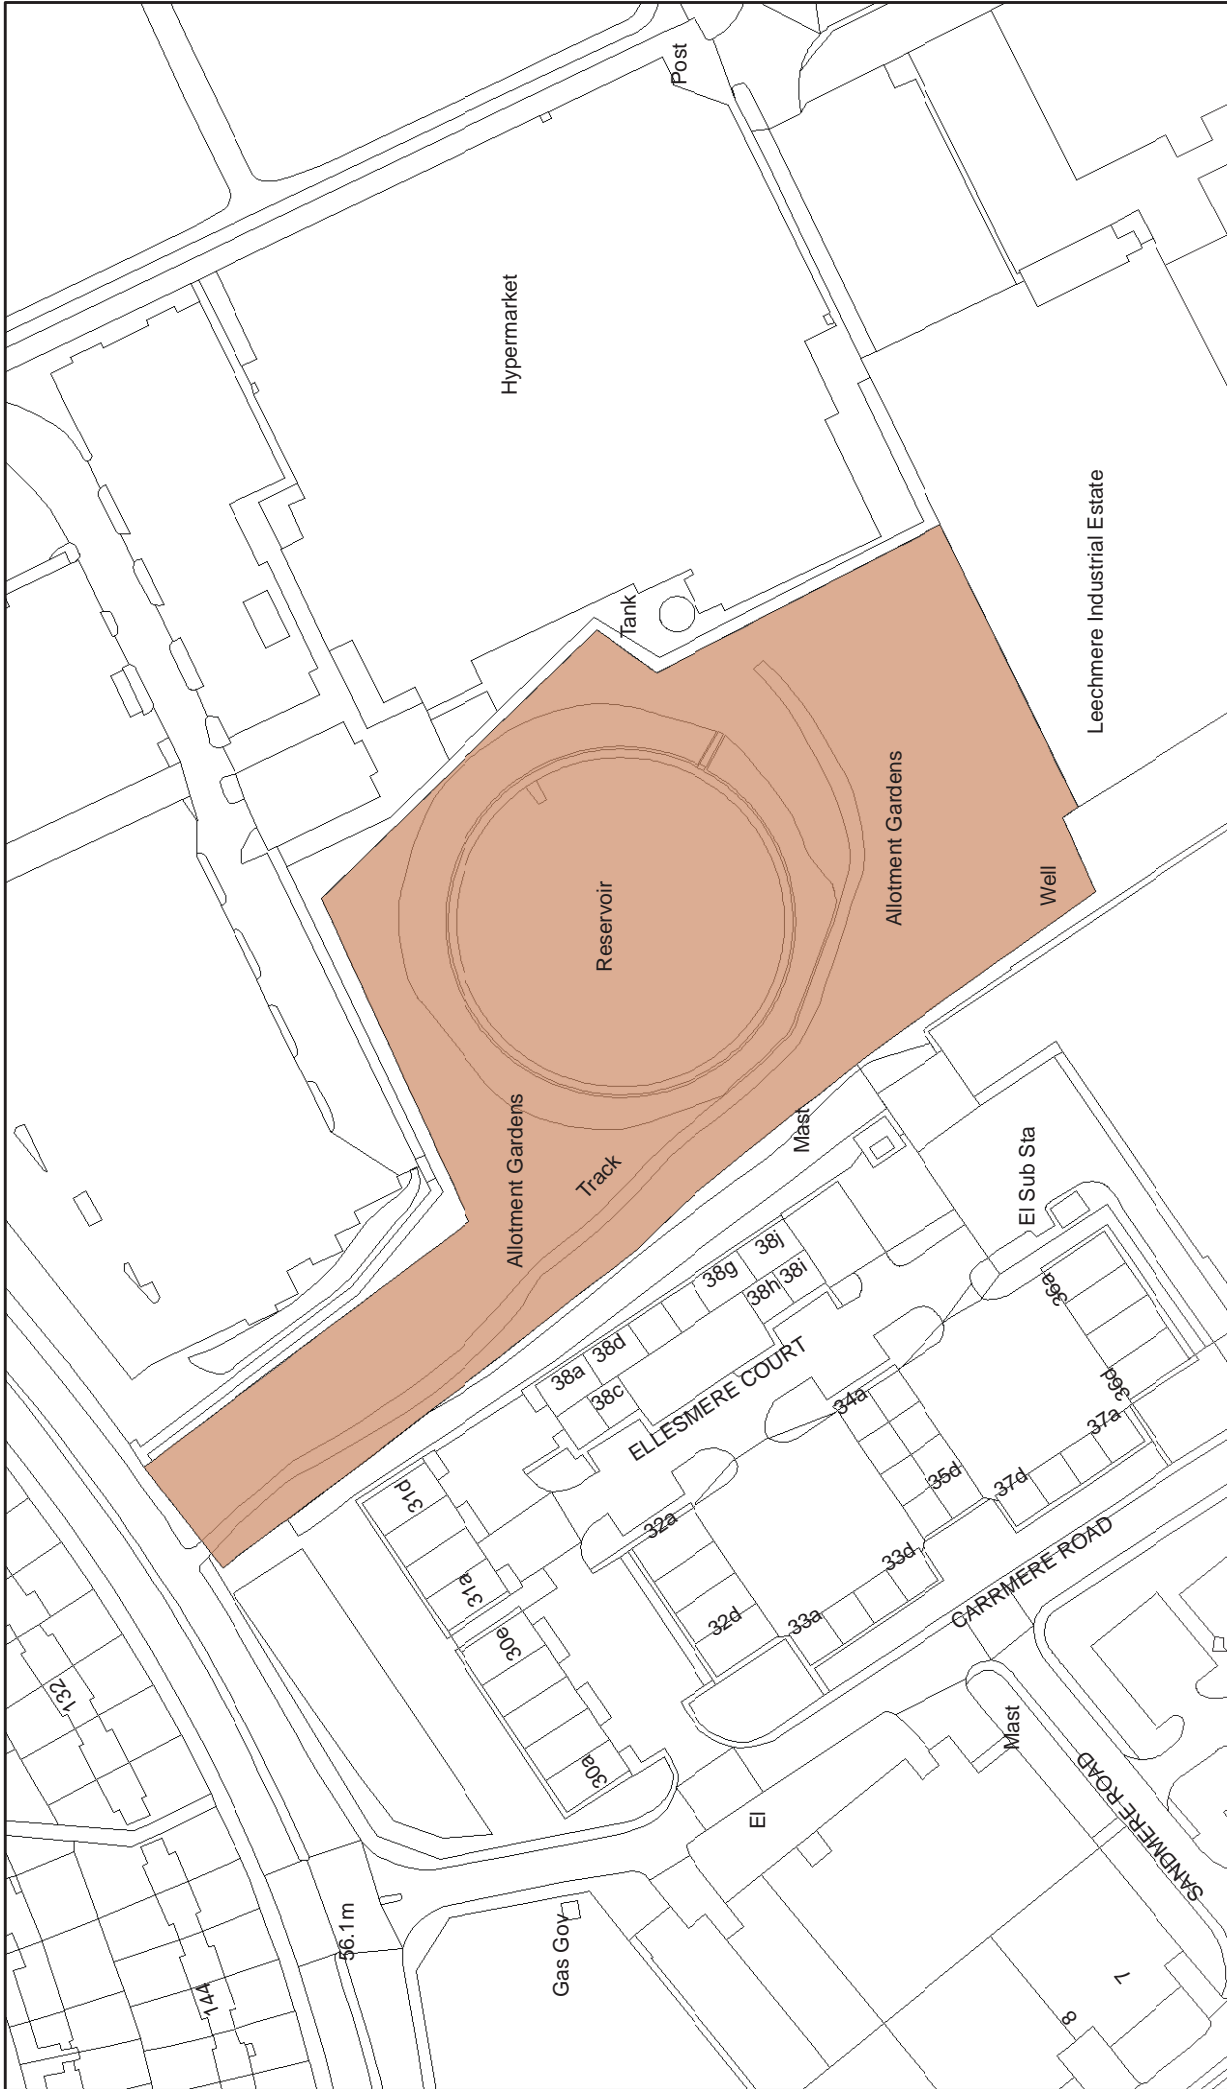 Post
Hypermarket
Tank
Leechmere Industrial Estate
Allotment Gardens
Well
Reservoir
Allotment Gardens
Track
Mast
El Sub Sta
38j
38g
38i
38h
38d
38a
38c
ELLESMERE COURT
36a
36d
37a
34a
35d
37d
31d
31a
32a
33d
32d
33a
30e
30a
CARRMERE ROAD
132
Mast
SANDMERE ROAD
El
56.1m
Gas Gov
144
7
8